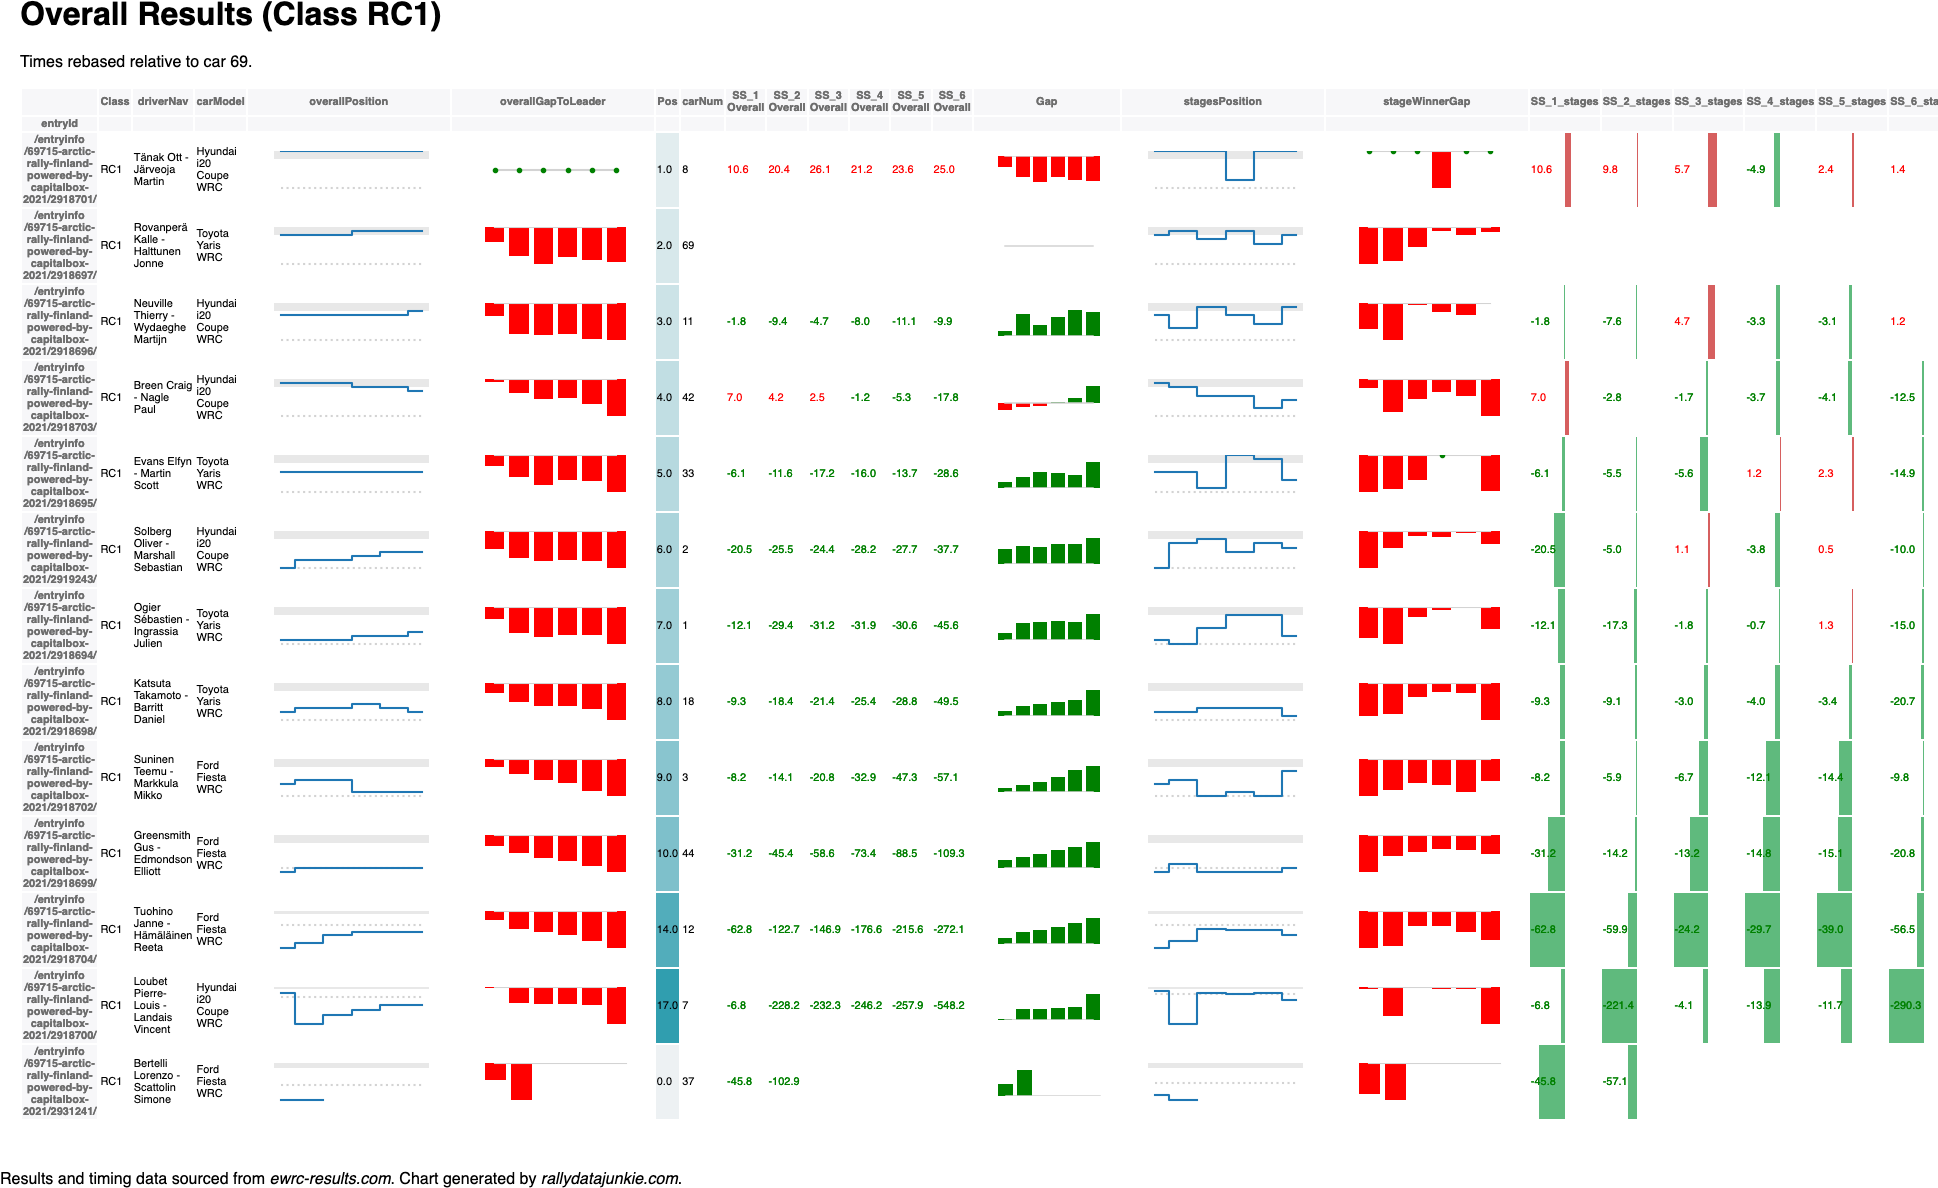 Overall Results (Class RC1)
Times rebased relative to car 69.
Class driverNav carModel overallPosition overallGapToLeader Pos carNum SS_1 Overall SS_2 Overall SS_3 Overall SS_4 Overall SS_5 Overall SS_6 Overall Gap stagesPosition stageWinnerGap SS_1_stages SS_2_stages SS_3_stages SS_4_stages SS_5_stages SS_6_sta
entryId
/entryinfo/69715-arctic-rally-finland-powered-by-capitalbox-2021/2918701/ RC1 Tänak Ott - Järveoja Martin Hyundai i20 Coupe WRC 1.0 8 10.6 20.4 26.1 21.2 23.6 25.0 10.6 9.8 5.7 -4.9 2.4 1.4
/entryinfo/69715-arctic-rally-finland-powered-by-capitalbox-2021/2918697/ RC1 Rovanperä Kalle - Halttunen Jonne Toyota Yaris WRC 2.0 69
/entryinfo/69715-arctic-rally-finland-powered-by-capitalbox-2021/2918696/ RC1 Neuville Thierry - Wydaeghe Martijn Hyundai i20 Coupe WRC 3.0 11 -1.8 -9.4 -4.7 -8.0 -11.1 -9.9 -1.8 -7.6 4.7 -3.3 -3.1 1.2
/entryinfo/69715-arctic-rally-finland-powered-by-capitalbox-2021/2918703/ RC1 Breen Craig - Nagle Paul Hyundai i20 Coupe WRC 4.0 42 7.0 4.2 2.5 -1.2 -5.3 -17.8 7.0 -2.8 -1.7 -3.7 -4.1 -12.5
/entryinfo/69715-arctic-rally-finland-powered-by-capitalbox-2021/2918695/ RC1 Evans Elfyn - Martin Scott Toyota Yaris WRC 5.0 33 -6.1 -11.6 -17.2 -16.0 -13.7 -28.6 -6.1 -5.5 -5.6 1.2 2.3 -14.9
/entryinfo/69715-arctic-rally-finland-powered-by-capitalbox-2021/2919243/ RC1 Solberg Oliver - Marshall Sebastian Hyundai i20 Coupe WRC 6.0 2 -20.5 -25.5 -24.4 -28.2 -27.7 -37.7 -20.5 -5.0 1.1 -3.8 0.5 -10.0
/entryinfo/69715-arctic-rally-finland-powered-by-capitalbox-2021/2918694/ RC1 Ogier Sébastien - Ingrassia Julien Toyota Yaris WRC 7.0 1 -12.1 -29.4 -31.2 -31.9 -30.6 -45.6 -12.1 -17.3 -1.8 -0.7 1.3 -15.0
/entryinfo/69715-arctic-rally-finland-powered-by-capitalbox-2021/2918698/ RC1 Katsuta Takamoto - Barritt Daniel Toyota Yaris WRC 8.0 18 -9.3 -18.4 -21.4 -25.4 -28.8 -49.5 -9.3 -9.1 -3.0 -4.0 -3.4 -20.7
/entryinfo/69715-arctic-rally-finland-powered-by-capitalbox-2021/2918702/ RC1 Suninen Teemu - Markkula Mikko Ford Fiesta WRC 9.0 3 -8.2 -14.1 -20.8 -32.9 -47.3 -57.1 -8.2 -5.9 -6.7 -12.1 -14.4 -9.8
/entryinfo/69715-arctic-rally-finland-powered-by-capitalbox-2021/2918699/ RC1 Greensmith Gus - Edmondson Elliott Ford Fiesta WRC 10.0 44 -31.2 -45.4 -58.6 -73.4 -88.5 -109.3 -31.2 -14.2 -13.2 -14.8 -15.1 -20.8
/entryinfo/69715-arctic-rally-finland-powered-by-capitalbox-2021/2918704/ RC1 Tuohino Janne - Hämäläinen Reeta Ford Fiesta WRC 14.0 12 -62.8 -122.7 -146.9 -176.6 -215.6 -272.1 -62.8 -59.9 -24.2 -29.7 -39.0 -56.5
/entryinfo/69715-arctic-rally-finland-powered-by-capitalbox-2021/2918700/ RC1 Loubet Pierre-Louis - Landais Vincent Hyundai i20 Coupe WRC 17.0 7 -6.8 -228.2 -232.3 -246.2 -257.9 -548.2 -6.8 -221.4 -4.1 -13.9 -11.7 -290.3
/entryinfo/69715-arctic-rally-finland-powered-by-capitalbox-2021/2931241/ RC1 Bertelli Lorenzo - Scattolin Simone Ford Fiesta WRC 0.0 37 -45.8 -102.9 -45.8 -57.1
Results and timing data sourced from ewrc-results.com. Chart generated by rallydatajunkie.com.